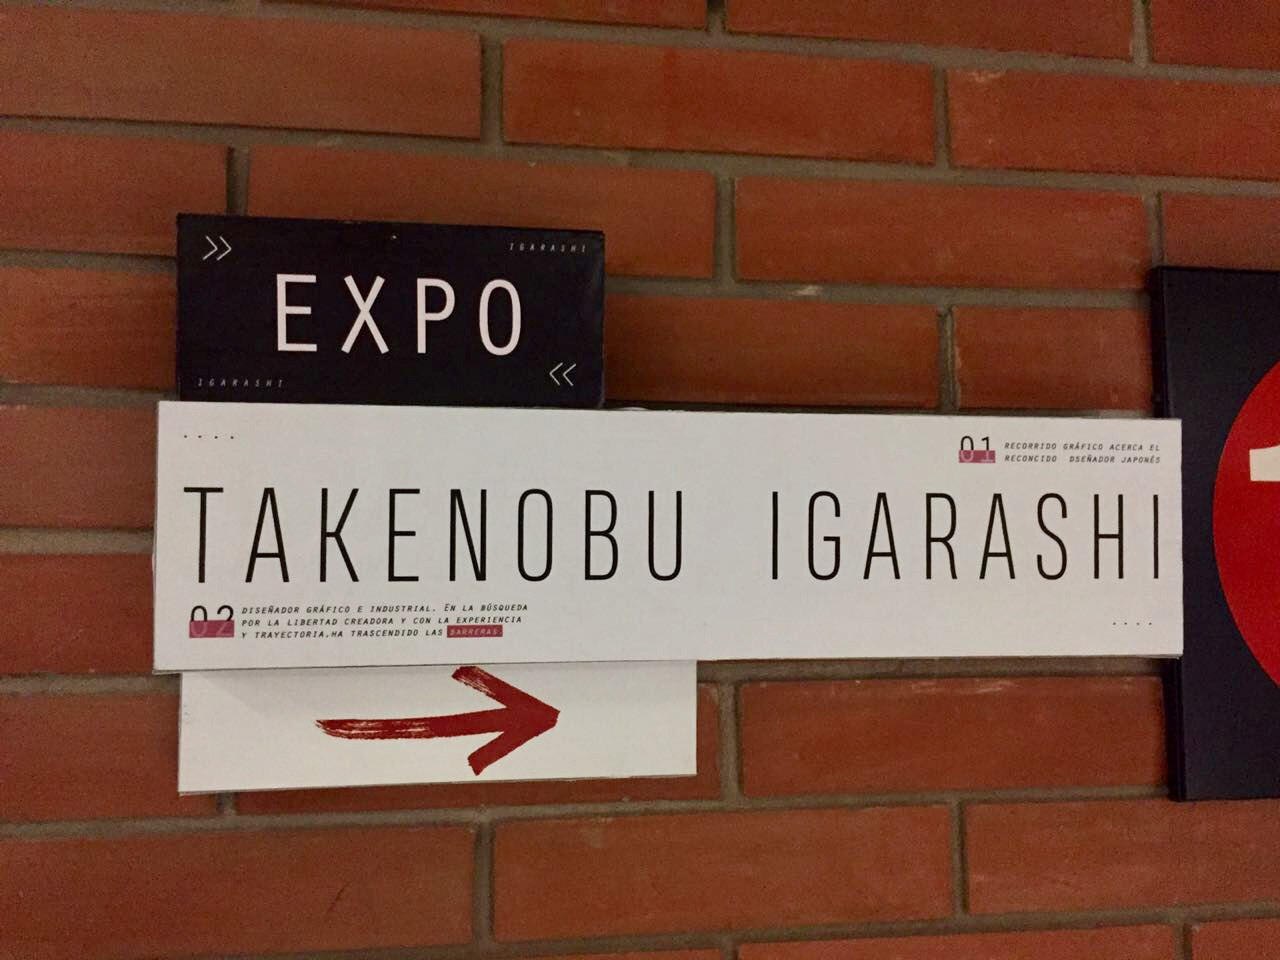 >> IGARASHI
EXPO
IGARASHI <<
01 RECORRIDO GRÁFICO ACERCA EL
RECONCIDO DSEÑADOR JAPONÉS
TAKENOBU IGARASHI
02 DISEÑADOR GRÁFICO E INDUSTRIAL. EN LA BÚSQUEDA
POR LA LIBERTAD CREADORA Y CON LA EXPERIENCIA
Y TRAYECTORIA,HA TRASCENDIDO LAS BARRERAS.